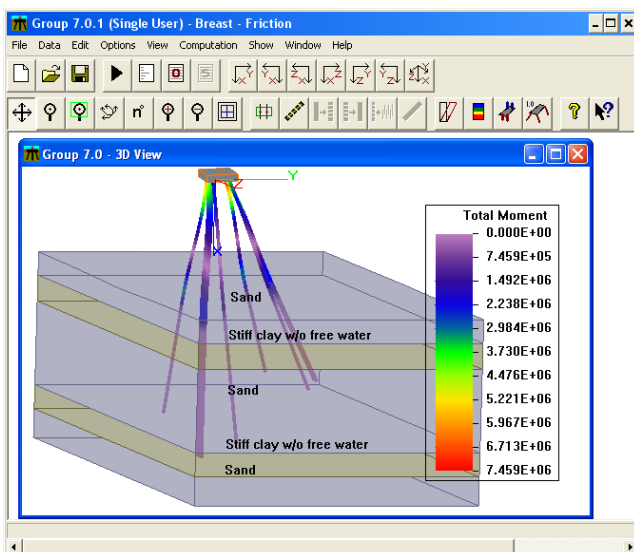 Group 7.0.1 (Single User) - Breast - Friction
File Data Edit Options View Computation Show Window Help
n°
1.0
Group 7.0 - 3D View
Y
Z
X
Total Moment
0.000E+00
7.459E+05
1.492E+06
2.238E+06
2.984E+06
3.730E+06
4.476E+06
5.221E+06
5.967E+06
6.713E+06
7.459E+06
Sand
Stiff clay w/o free water
Sand
Stiff clay w/o free water
Sand